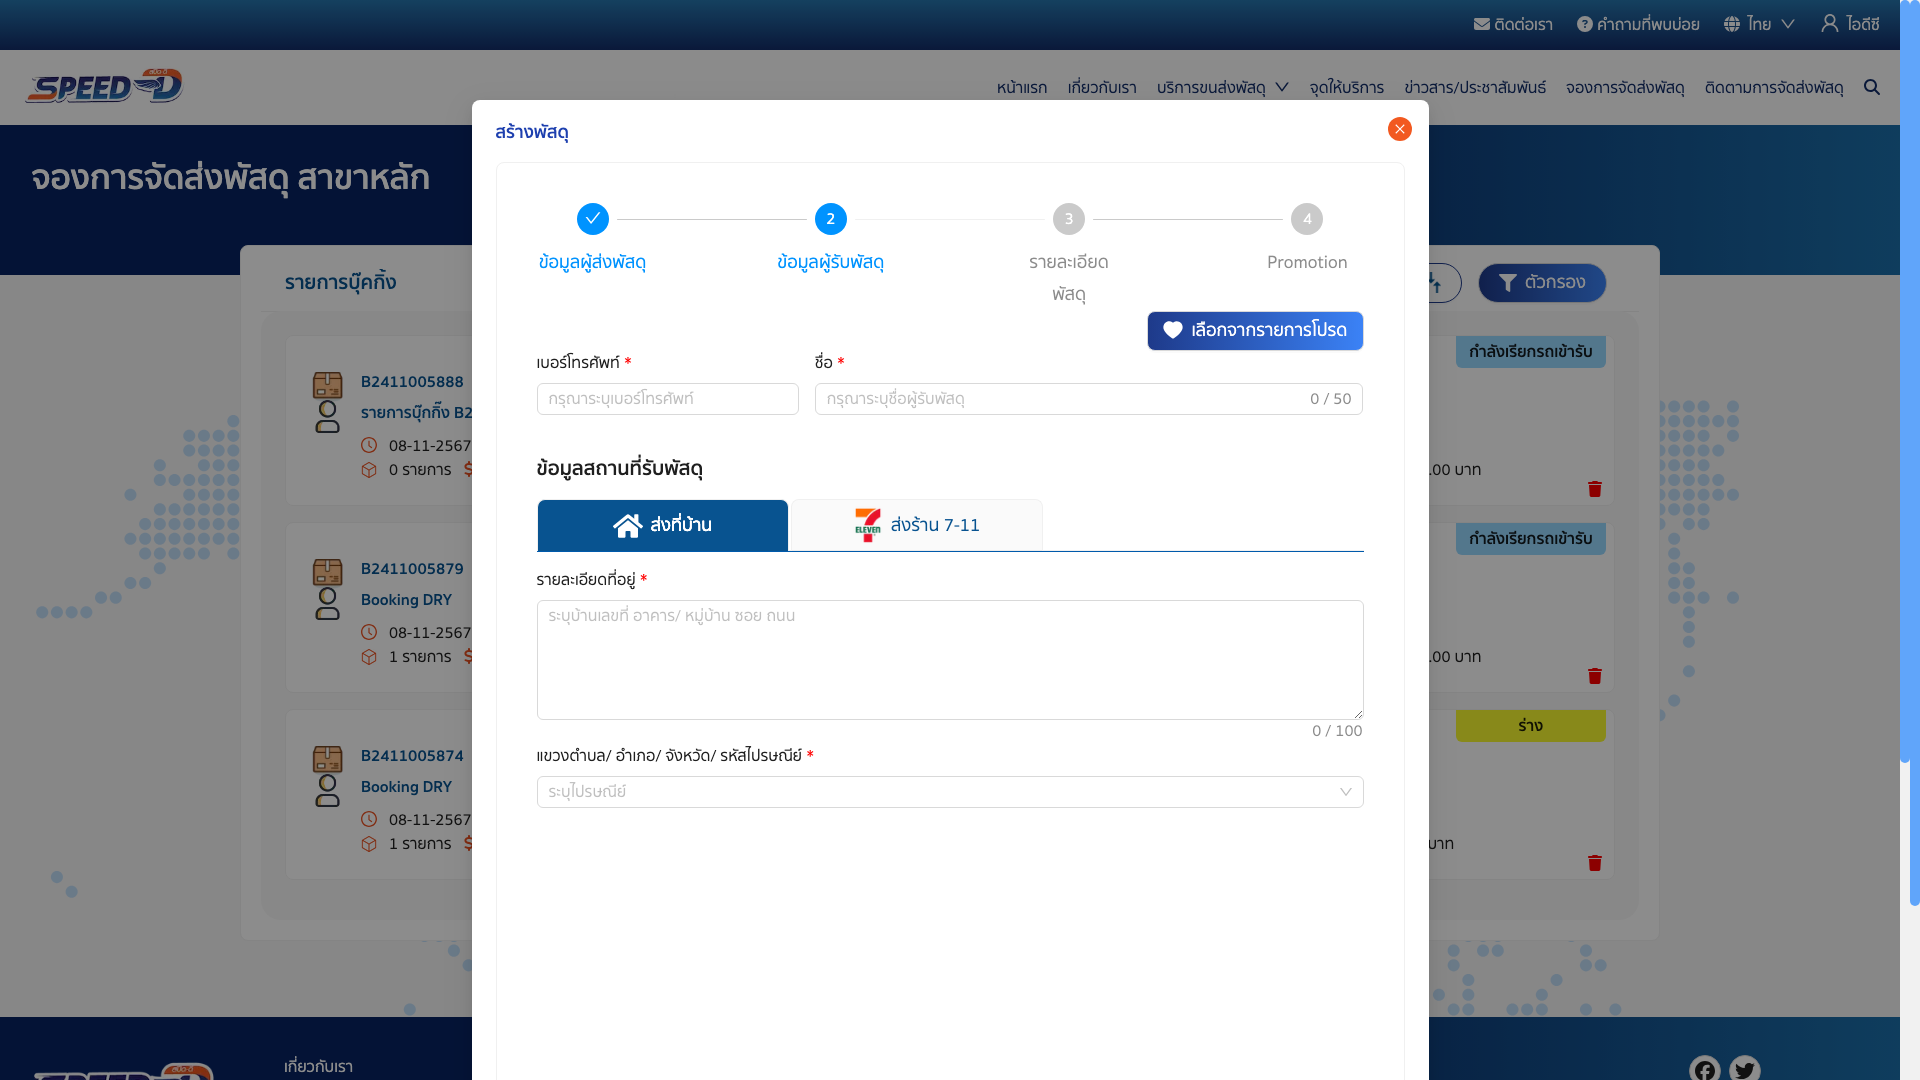 ติดต่อเรา คำถามที่พบบ่อย ไทย ไอดีซี
SPEED-D
หน้าแรก เกี่ยวกับเรา บริการขนส่งพัสดุ จุดให้บริการ ข่าวสาร/ประชาสัมพันธ์ จองการจัดส่งพัสดุ ติดตามการจัดส่งพัสดุ
สร้างพัสดุ
จองการจัดส่งพัสดุ สาขาหลัก
2 3 4
ข้อมูลผู้ส่งพัสดุ ข้อมูลผู้รับพัสดุ รายละเอียด Promotion
พัสดุ
รายการบุ๊คกิ้ง
ตัวกรอง
เลือกจากรายการโปรด
เบอร์โทรศัพท์ * ชื่อ *
กรุณาระบุเบอร์โทรศัพท์ กรุณาระบุชื่อผู้รับพัสดุ 0 / 50
ข้อมูลสถานที่รับพัสดุ
ส่งที่บ้าน ELEVEN ส่งร้าน 7-11
รายละเอียดที่อยู่ *
ระบุบ้านเลขที่ อาคาร/ หมู่บ้าน ซอย ถนน
0 / 100
แขวงตำบล/ อำเภอ/ จังหวัด/ รหัสไปรษณีย์ *
ระบุไปรษณีย์
B2411005888
รายการบุ๊กกิ๊ง B2
08-11-2567
0 รายการ
กำลังเรียกรถเข้ารับ
.00 บาท
B2411005879
Booking DRY
08-11-2567
1 รายการ
กำลังเรียกรถเข้ารับ
.00 บาท
B2411005874
Booking DRY
08-11-2567
1 รายการ
ร่าง
บาท
เกี่ยวกับเรา